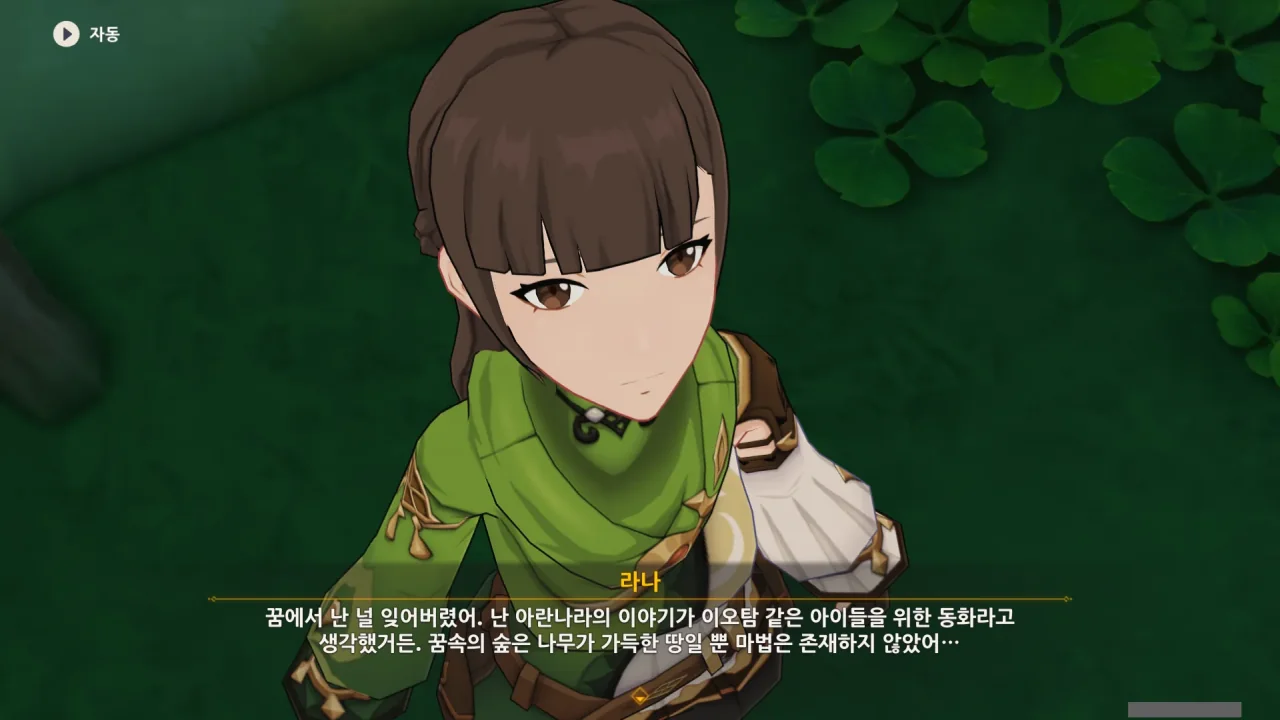 자동
라나
꿈에서 난 널 잊어버렸어. 난 아란나라의 이야기가 이오탐 같은 아이들을 위한 동화라고
생각했거든. 꿈속의 숲은 나무가 가득한 땅일 뿐 마법은 존재하지 않았어…